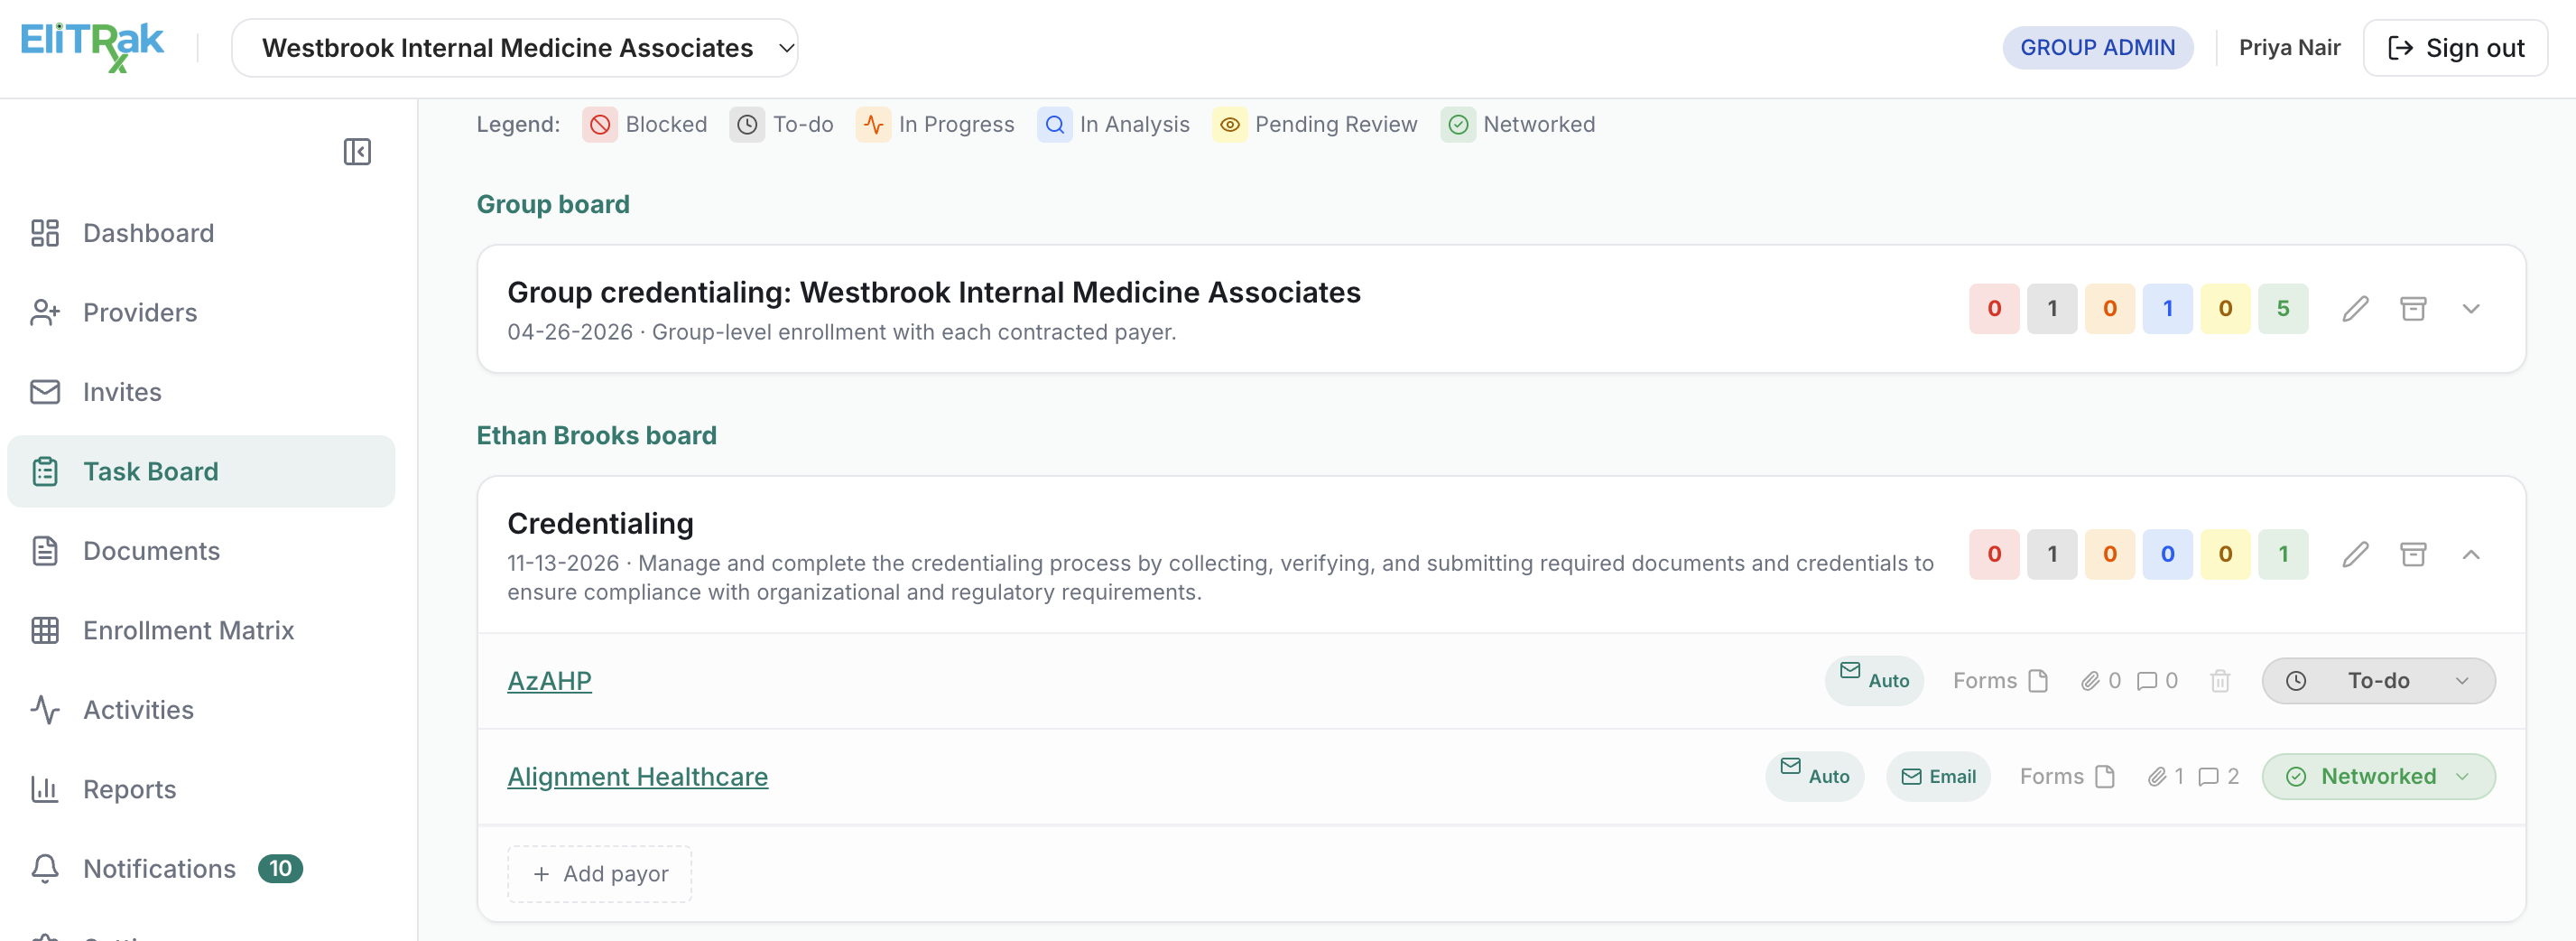 EliTRak
x
Westbrook Internal Medicine Associates
GROUP ADMIN
Priya Nair
Sign out
Dashboard
Providers
Invites
Task Board
Documents
Enrollment Matrix
Activities
Reports
Notifications 10
Legend: Blocked To-do In Progress In Analysis Pending Review Networked
Group board
Group credentialing: Westbrook Internal Medicine Associates
04-26-2026 · Group-level enrollment with each contracted payer.
0 1 0 1 0 5
Ethan Brooks board
Credentialing
11-13-2026 · Manage and complete the credentialing process by collecting, verifying, and submitting required documents and credentials to
ensure compliance with organizational and regulatory requirements.
0 1 0 0 0 1
AzAHP
Auto Forms 0 0 To-do
Alignment Healthcare
Auto Email Forms 1 2 Networked
+ Add payor